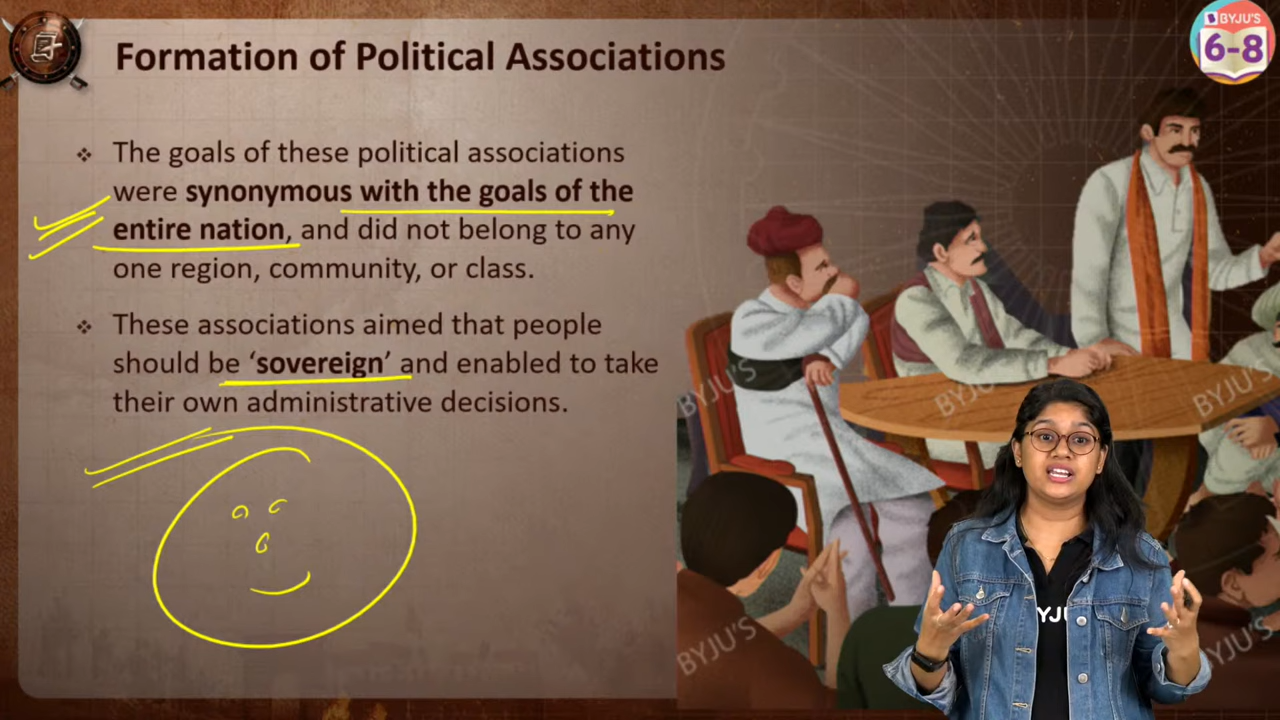 Formation of Political Associations
BYJU'S
6-8
❖ The goals of these political associations
were synonymous with the goals of the
entire nation, and did not belong to any
one region, community, or class.
❖ These associations aimed that people
should be ‘sovereign’ and enabled to take
their own administrative decisions.
BYJU'S
BYJU'S
BYJU'S
BYJU'S
BYJU'S
YJU